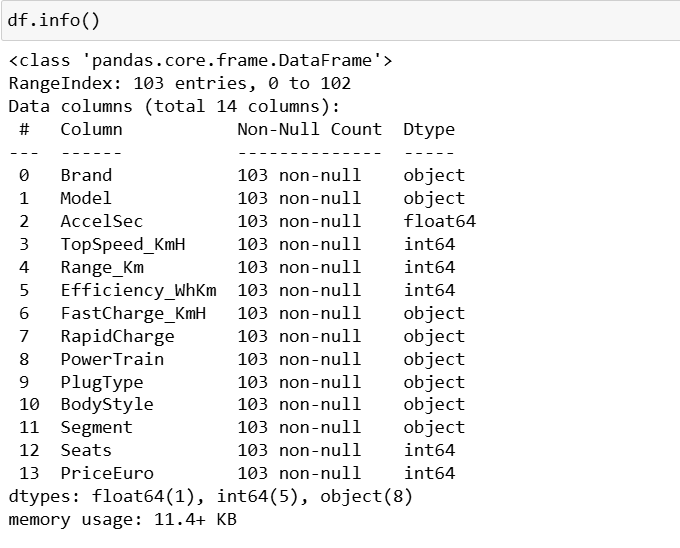 df.info()
<class 'pandas.core.frame.DataFrame'>
RangeIndex: 103 entries, 0 to 102
Data columns (total 14 columns):
 #   Column           Non-Null Count  Dtype
---  ------           --------------  -----
 0   Brand            103 non-null    object
 1   Model            103 non-null    object
 2   AccelSec         103 non-null    float64
 3   TopSpeed_KmH     103 non-null    int64
 4   Range_Km         103 non-null    int64
 5   Efficiency_WhKm  103 non-null    int64
 6   FastCharge_KmH   103 non-null    object
 7   RapidCharge      103 non-null    object
 8   PowerTrain       103 non-null    object
 9   PlugType         103 non-null    object
 10  BodyStyle        103 non-null    object
 11  Segment          103 non-null    object
 12  Seats            103 non-null    int64
 13  PriceEuro        103 non-null    int64
dtypes: float64(1), int64(5), object(8)
memory usage: 11.4+ KB